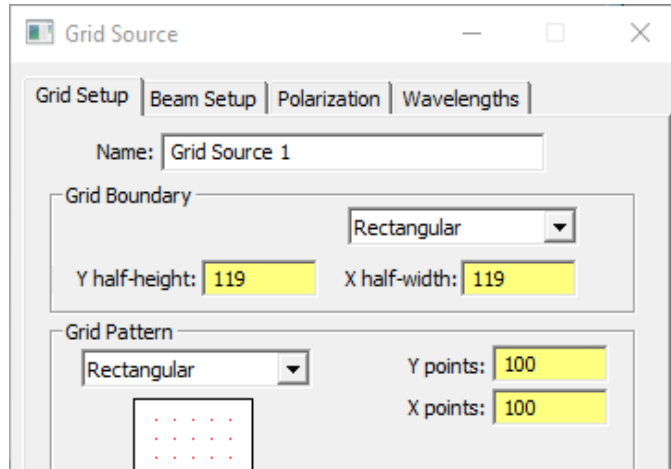 Grid Source
Grid Setup Beam Setup Polarization Wavelengths
Name: Grid Source 1
Grid Boundary
Rectangular
Y half-height: 119 X half-width: 119
Grid Pattern
Rectangular Y points: 100
X points: 100